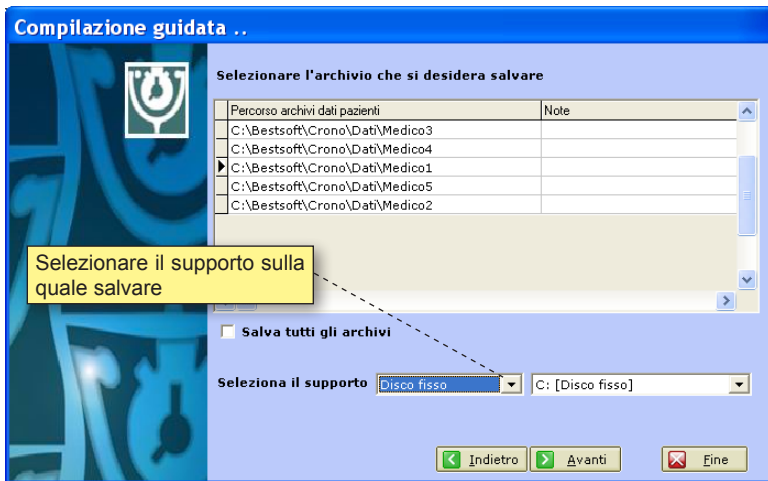 Compilazione guidata ..
Selezionare l'archivio che si desidera salvare
Percorso archivi dati pazienti Note
C:\Bestsoft\Crono\Dati\Medico3
C:\Bestsoft\Crono\Dati\Medico4
C:\Bestsoft\Crono\Dati\Medico1
C:\Bestsoft\Crono\Dati\Medico5
C:\Bestsoft\Crono\Dati\Medico2
Selezionare il supporto sulla
quale salvare
Salva tutti gli archivi
Seleziona il supporto Disco fisso C: [Disco fisso]
Indietro Avanti Fine